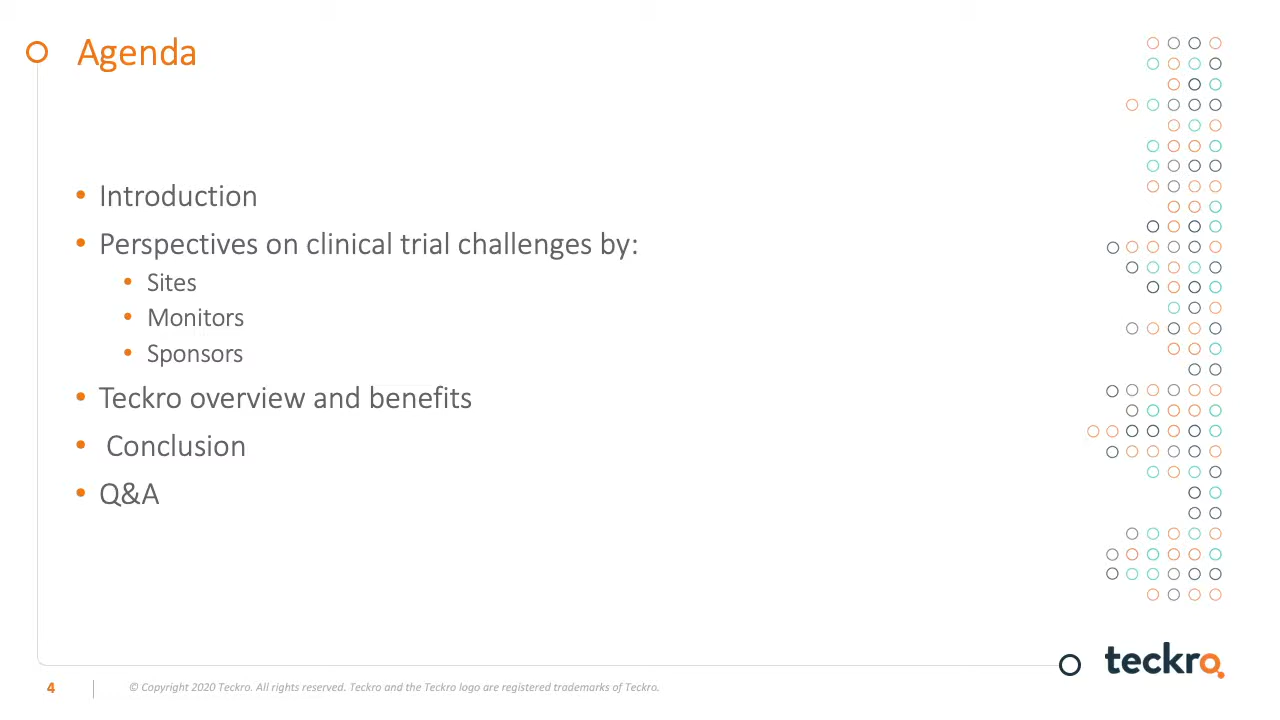 Agenda
• Introduction
• Perspectives on clinical trial challenges by:
• Sites
• Monitors
• Sponsors
• Teckro overview and benefits
• Conclusion
• Q&A
teckro
4
© Copyright 2020 Teckro. All rights reserved. Teckro and the Teckro logo are registered trademarks of Teckro.